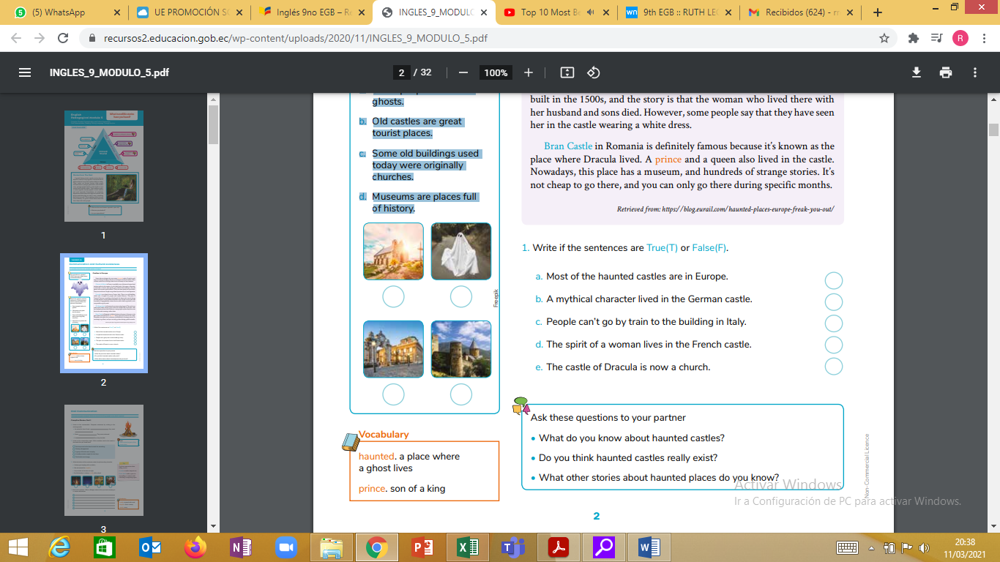 (5) WhatsApp
UE PROMOCIÓN SO
Inglés 9no EGB – Re
INGLES_9_MODULO
Top 10 Most Be
9th EGB :: RUTH LEO
Recibidos (624) - rr
recursos2.educacion.gob.ec/wp-content/uploads/2020/11/INGLES_9_MODULO_5.pdf
R
INGLES_9_MODULO_5.pdf
2 / 32
100%
1
2
3
ghosts.
b. Old castles are great
tourist places.
c. Some old buildings used
today were originally
churches.
d. Museums are places full
of history.
Freepik
Vocabulary
haunted. a place where
a ghost lives
prince. son of a king
built in the 1500s, and the story is that the woman who lived there with
her husband and sons died. However, some people say that they have seen
her in the castle wearing a white dress.
Bran Castle in Romania is definitely famous because it's known as the
place where Dracula lived. A prince and a queen also lived in the castle.
Nowadays, this place has a museum, and hundreds of strange stories. It's
not cheap to go there, and you can only go there during specific months.
Retrieved from: https://blog.eurail.com/haunted-places-europe-freak-you-out/
1. Write if the sentences are True(T) or False(F).
a. Most of the haunted castles are in Europe.
b. A mythical character lived in the German castle.
c. People can't go by train to the building in Italy.
d. The spirit of a woman lives in the French castle.
e. The castle of Dracula is now a church.
Ask these questions to your partner
• What do you know about haunted castles?
• Do you think haunted castles really exist?
• What other stories about haunted places do you know?
Non-Commercial Licence
2
Activar Windows
Ir a Configuración de PC para activar Windows.
20:38
11/03/2021